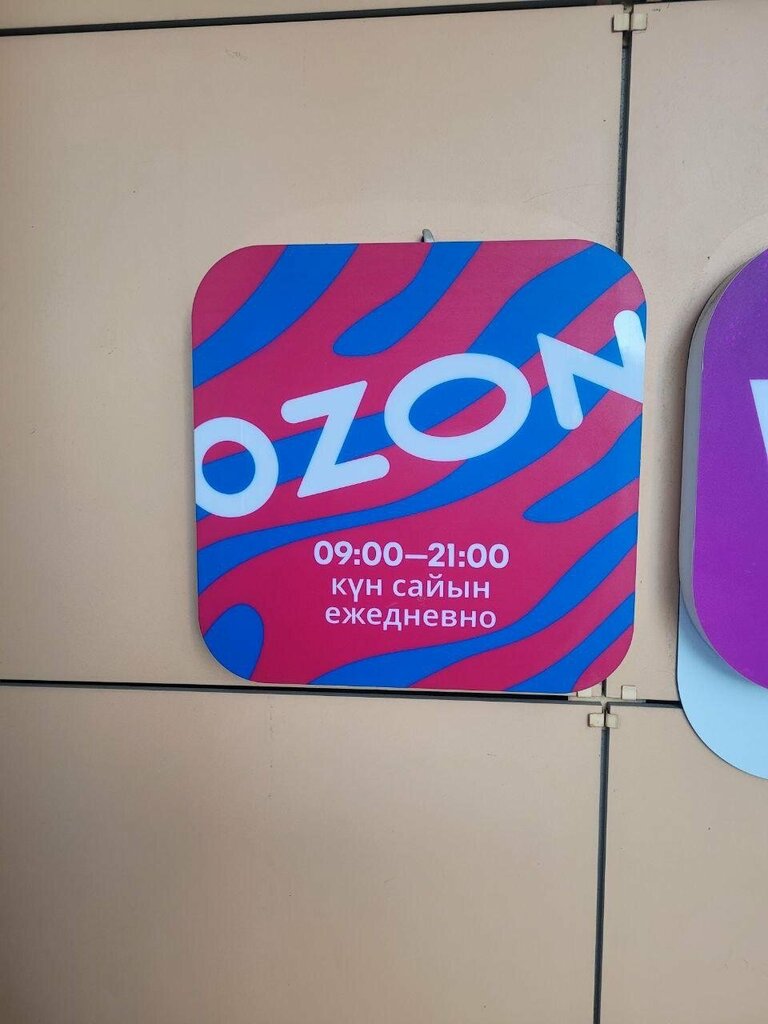 OZON
09:00—21:00
күн сайын
ежедневно